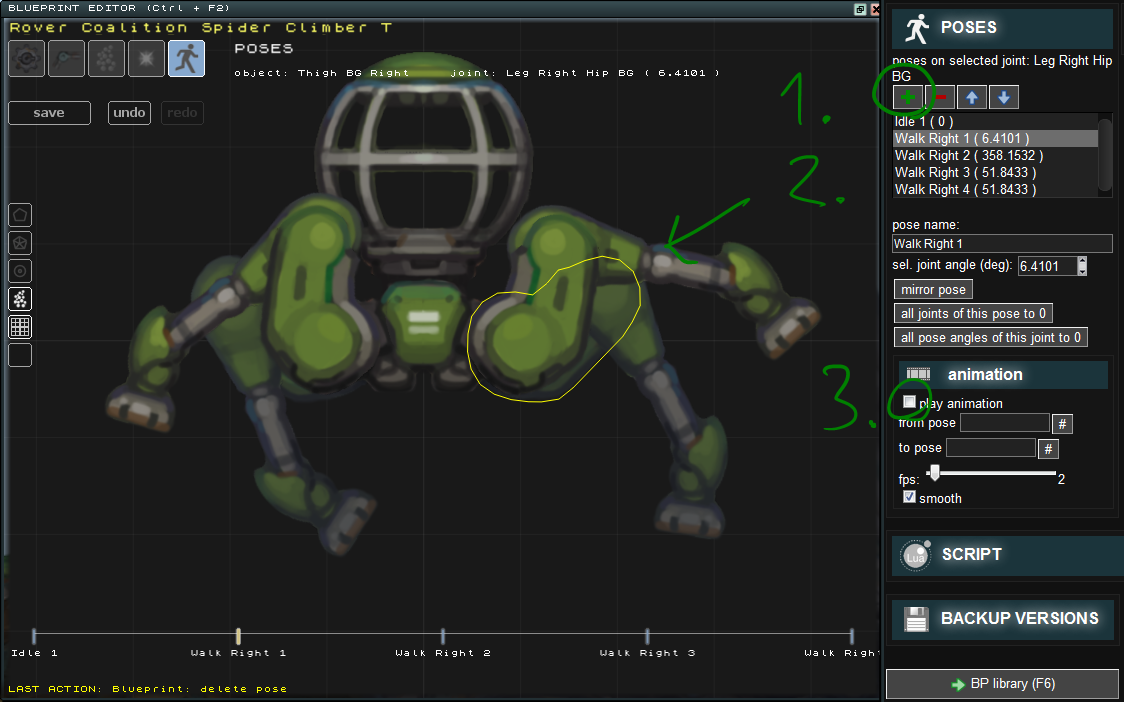 BLUEPRINT EDITOR (Ctrl + F2)
Rover Coalition Spider Climber T
POSES
object: Thigh BG Right joint: Leg Right Hip BG ( 6.4101 )
save
undo
redo
1.
2.
3.
Idle 1
Walk Right 1
Walk Right 2
Walk Right 3
Walk Righ
LAST ACTION: Blueprint: delete pose
POSES
poses on selected joint: Leg Right Hip
BG
Idle 1 ( 0 )
Walk Right 1 ( 6.4101 )
Walk Right 2 ( 358.1532 )
Walk Right 3 ( 51.8433 )
Walk Right 4 ( 51.8433 )
pose name:
Walk Right 1
sel. joint angle (deg): 6.4101
mirror pose
all joints of this pose to 0
all pose angles of this joint to 0
animation
play animation
from pose #
to pose #
fps: 2
smooth
Lua
SCRIPT
BACKUP VERSIONS
BP library (F6)